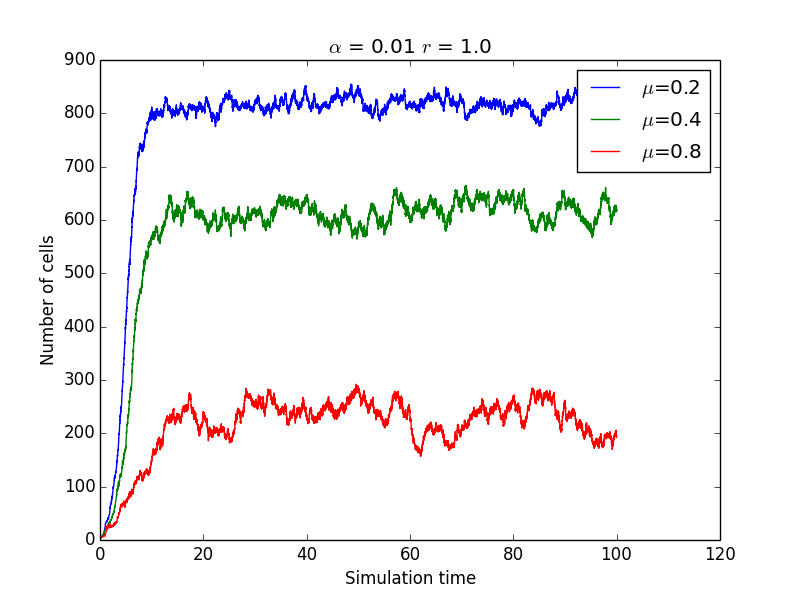 α = 0.01 r = 1.0
900
800
700
600
500
400
300
200
100
0
Number of cells
μ=0.2
μ=0.4
μ=0.8
0 20 40 60 80 100 120
Simulation time